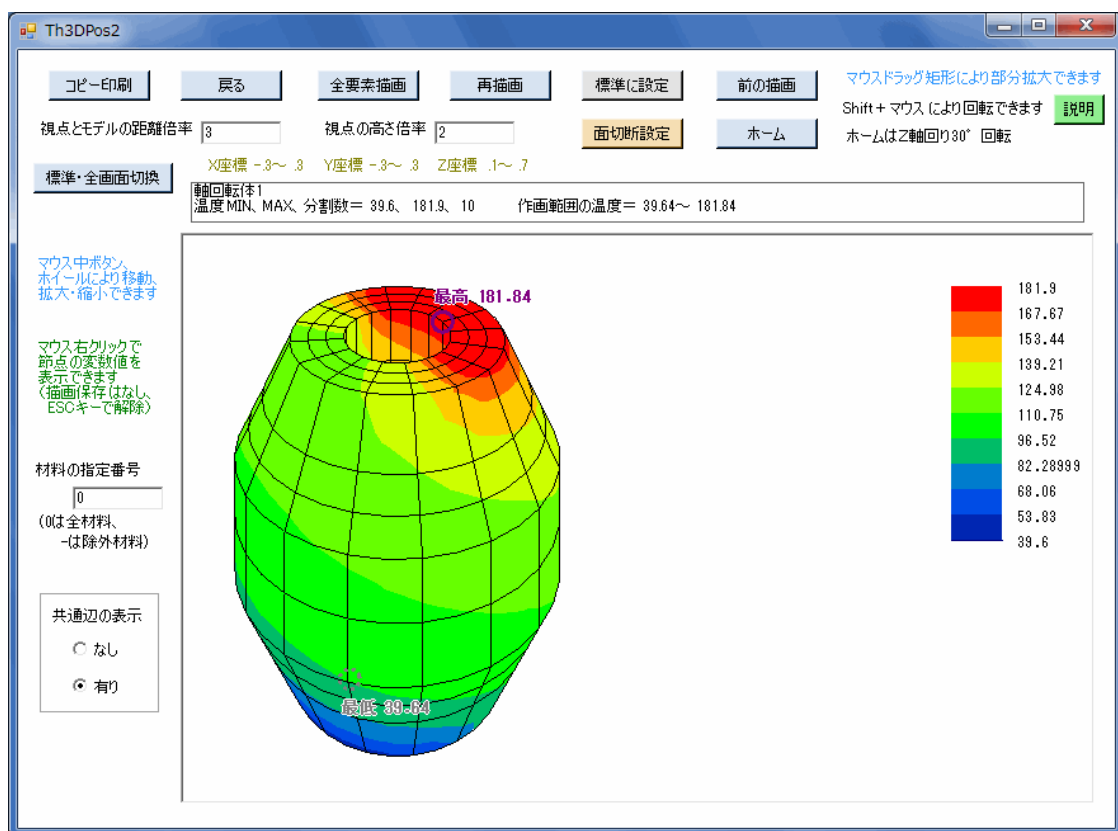 Th3DPos2
コピー印刷
戻る
全要素描画
再描画
標準に設定
前の描画
マウスドラッグ矩形により部分拡大できます
Shift + マウス により回転できます
説明
視点とモデルの距離倍率 3
視点の高さ倍率 2
面切断設定
ホーム
ホームはZ軸回り30° 回転
標準・全画面切換
X座標 -.3~ .3 Y座標 -.3~ .3 Z座標 .1~ .7
軸回転体1
温度MIN、MAX、分割数= 39.6、 181.9、 10 作画範囲の温度= 39.64~ 181.84
マウス中ボタン、
ホイールにより移動、
拡大・縮小できます
マウス右クリックで
節点の変数値を
表示できます
(描画保存はなし、
ESCキーで解除)
材料の指定番号
0
(0は全材料、
-は除外材料)
共通辺の表示
なし
有り
最高 181.84
最低 39.64
181.9
167.67
153.44
139.21
124.98
110.75
96.52
82.28999
68.06
53.83
39.6